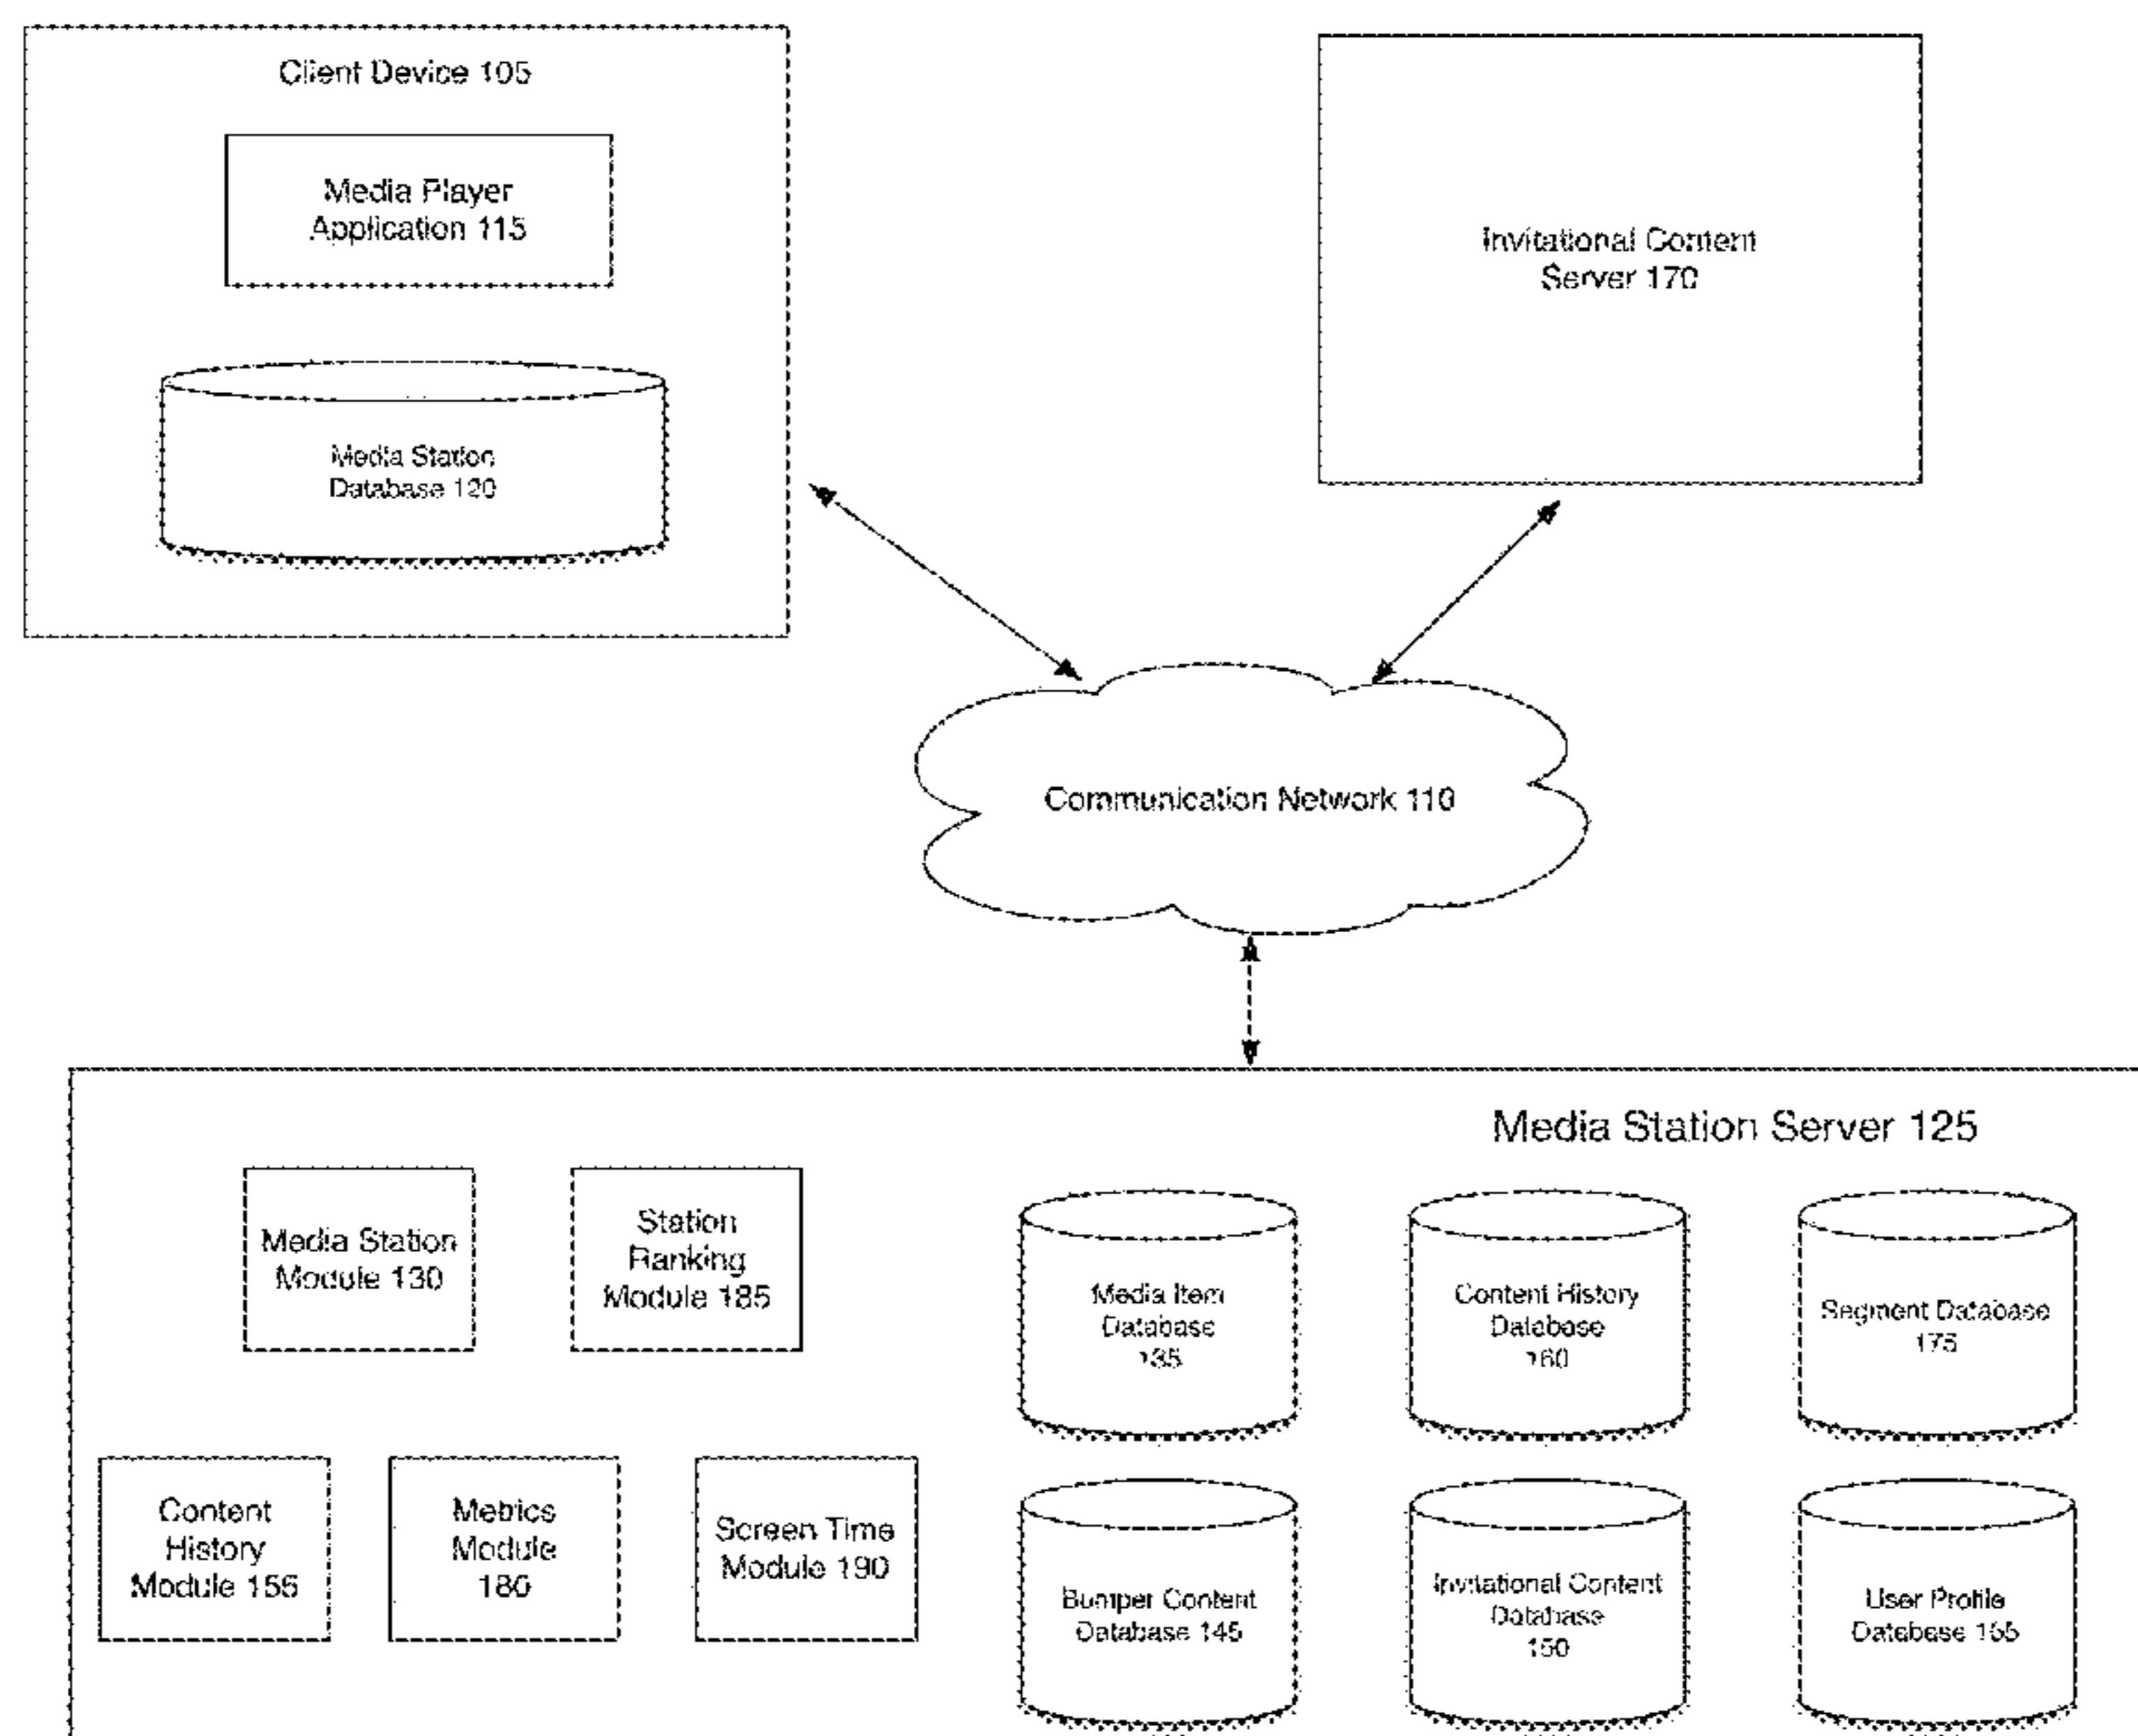 Client Device 105
Media Player
Application 115
Media Station
Database 120
Invitational Content
Server 170
Communication Network 110
Media Station Server 125
Media Station
Module 130
Station
Ranking
Module 185
Media Item
Database
135
Content History
Database
160
Segment Database
175
Content
History
Module
Metrics
Module
180
Screen Time
Module 190
Bumper Content
Database 145
Invitational Content
Database
150
User Profile
Database